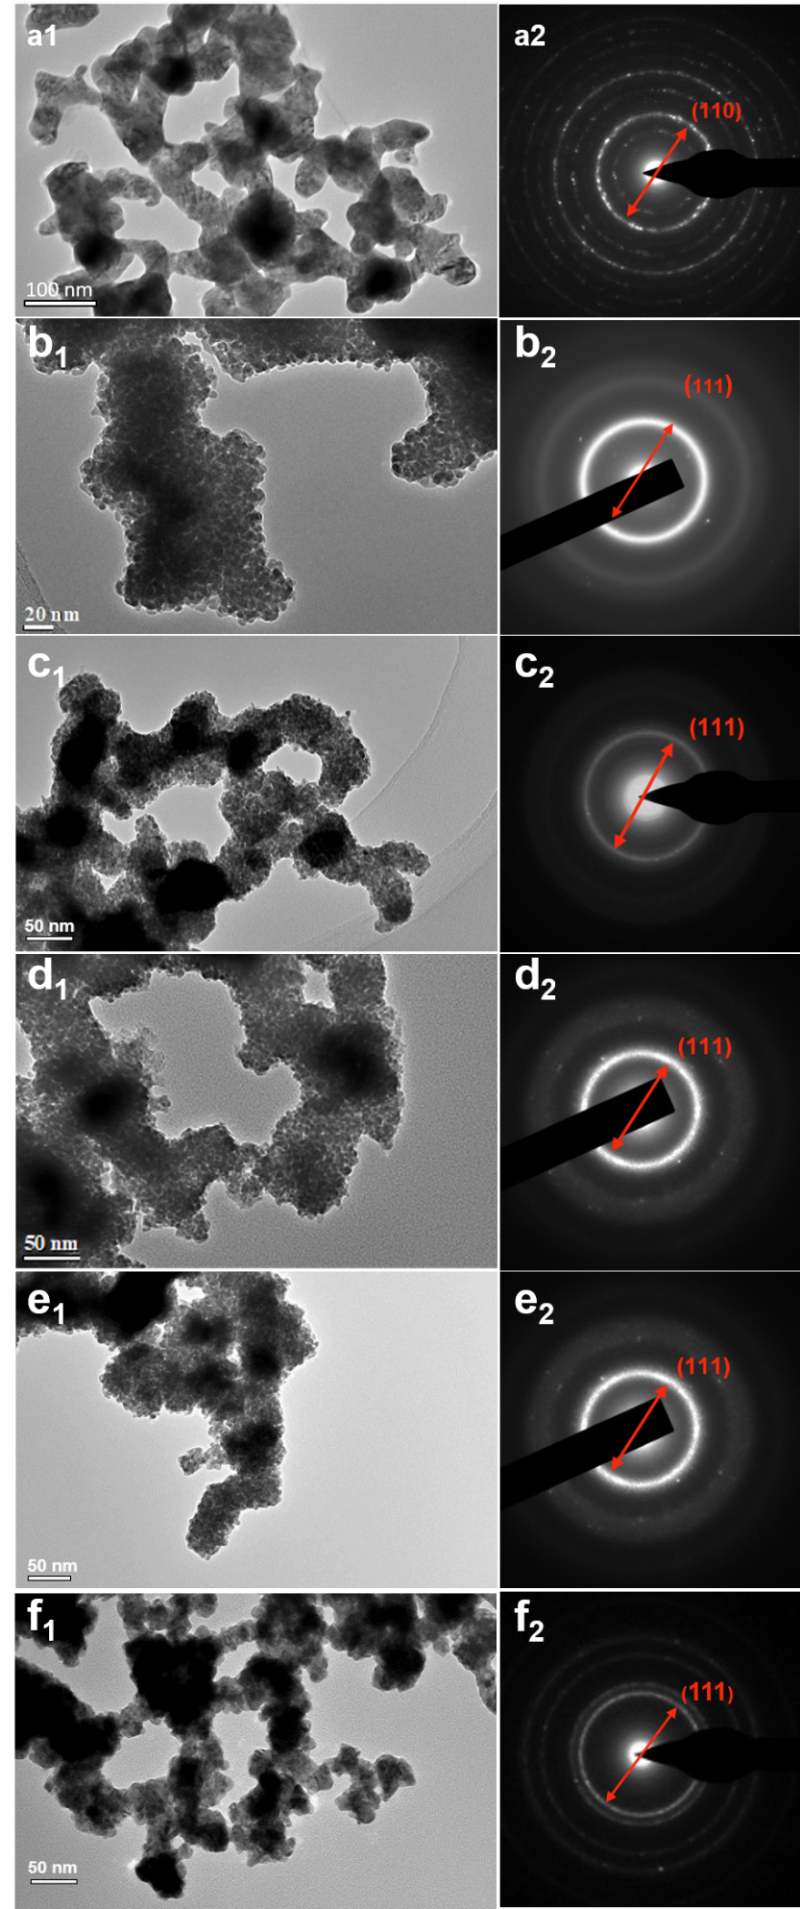 a1
a2
(110)
100 nm
b1
b2
(111)
20 nm
c1
c2
(111)
50 nm
d1
d2
(111)
50 nm
e1
e2
(111)
50 nm
f1
f2
(111)
50 nm